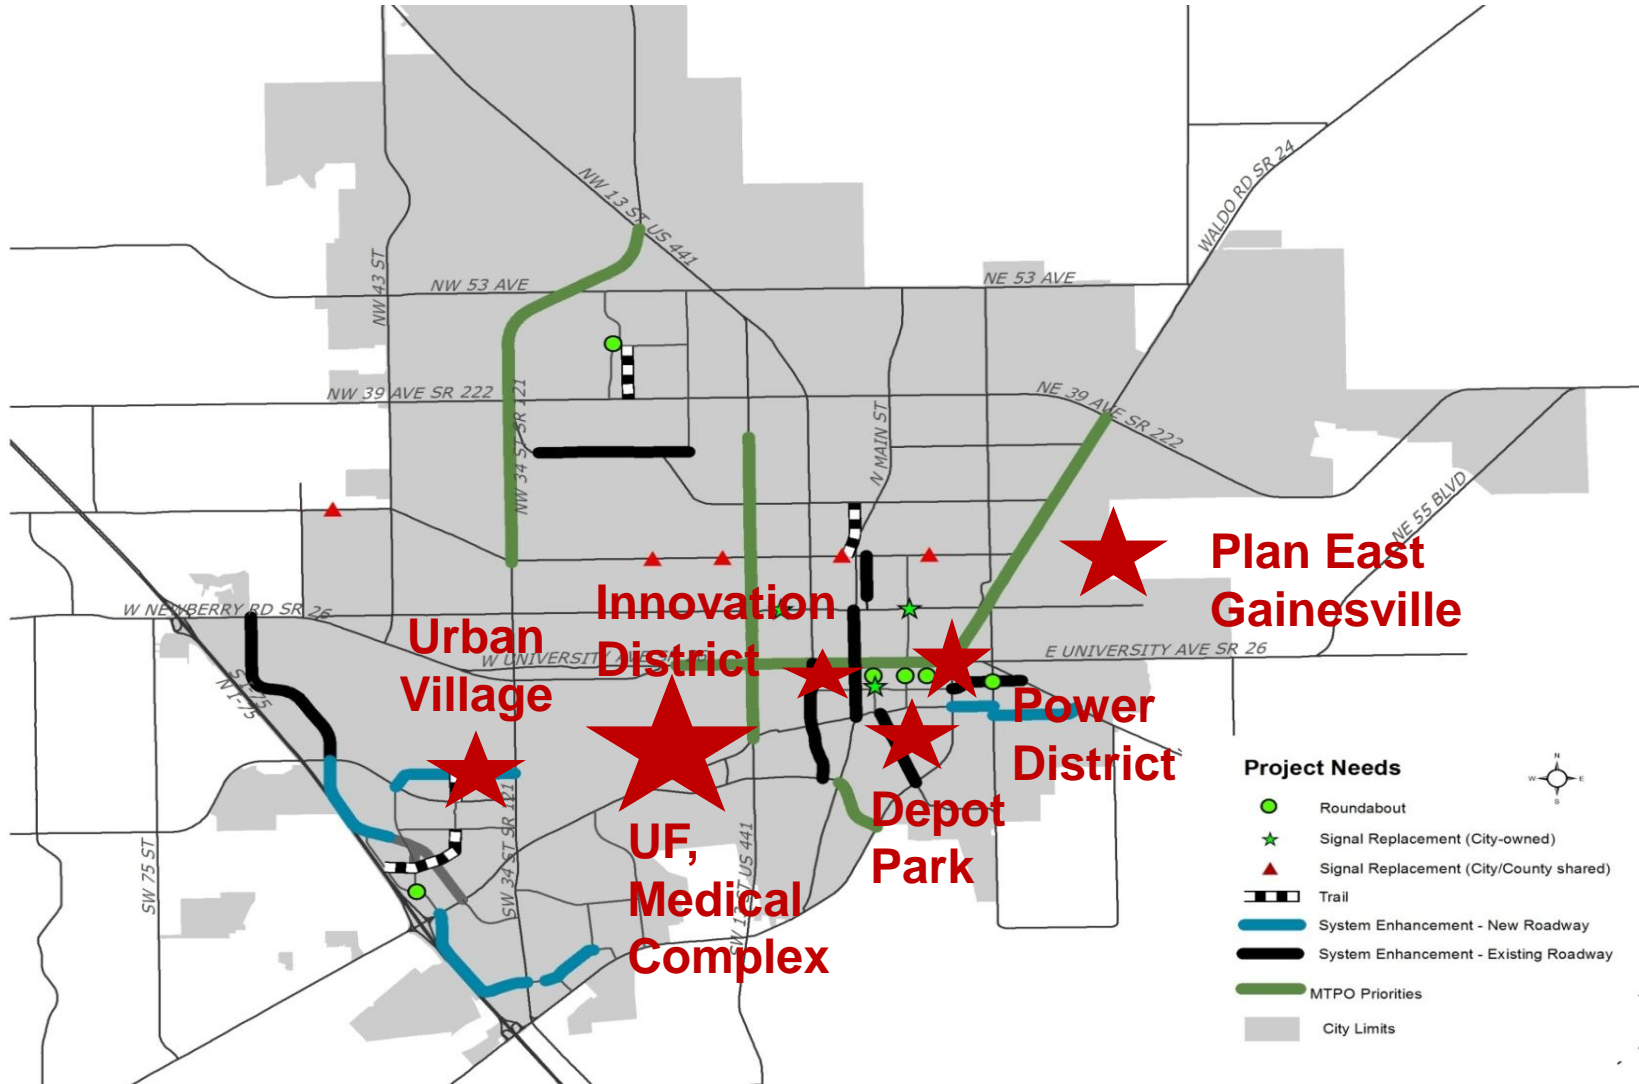 NW 13 ST US 441
WALDO RD SR 24
NW 43 ST
NW 53 AVE
NE 53 AVE
NW 39 AVE SR 222
NW 34 ST SR 121
NE 39 AVE SR 222
N MAIN ST
NE 55 BLVD
Plan East
Gainesville
W NEWBERRY RD SR 26
Innovation
District
Urban
Village
W UNIVERSITY AVE SR
E UNIVERSITY AVE SR 26
S I-75
N I-75
Power
District
Depot
Park
UF,
Medical
Complex
SW 75 ST
SW 34 ST SR 121
SW 13 ST US 441
Project Needs
N
W
E
S
Roundabout
Signal Replacement (City-owned)
Signal Replacement (City/County shared)
Trail
System Enhancement - New Roadway
System Enhancement - Existing Roadway
MTPO Priorities
City Limits